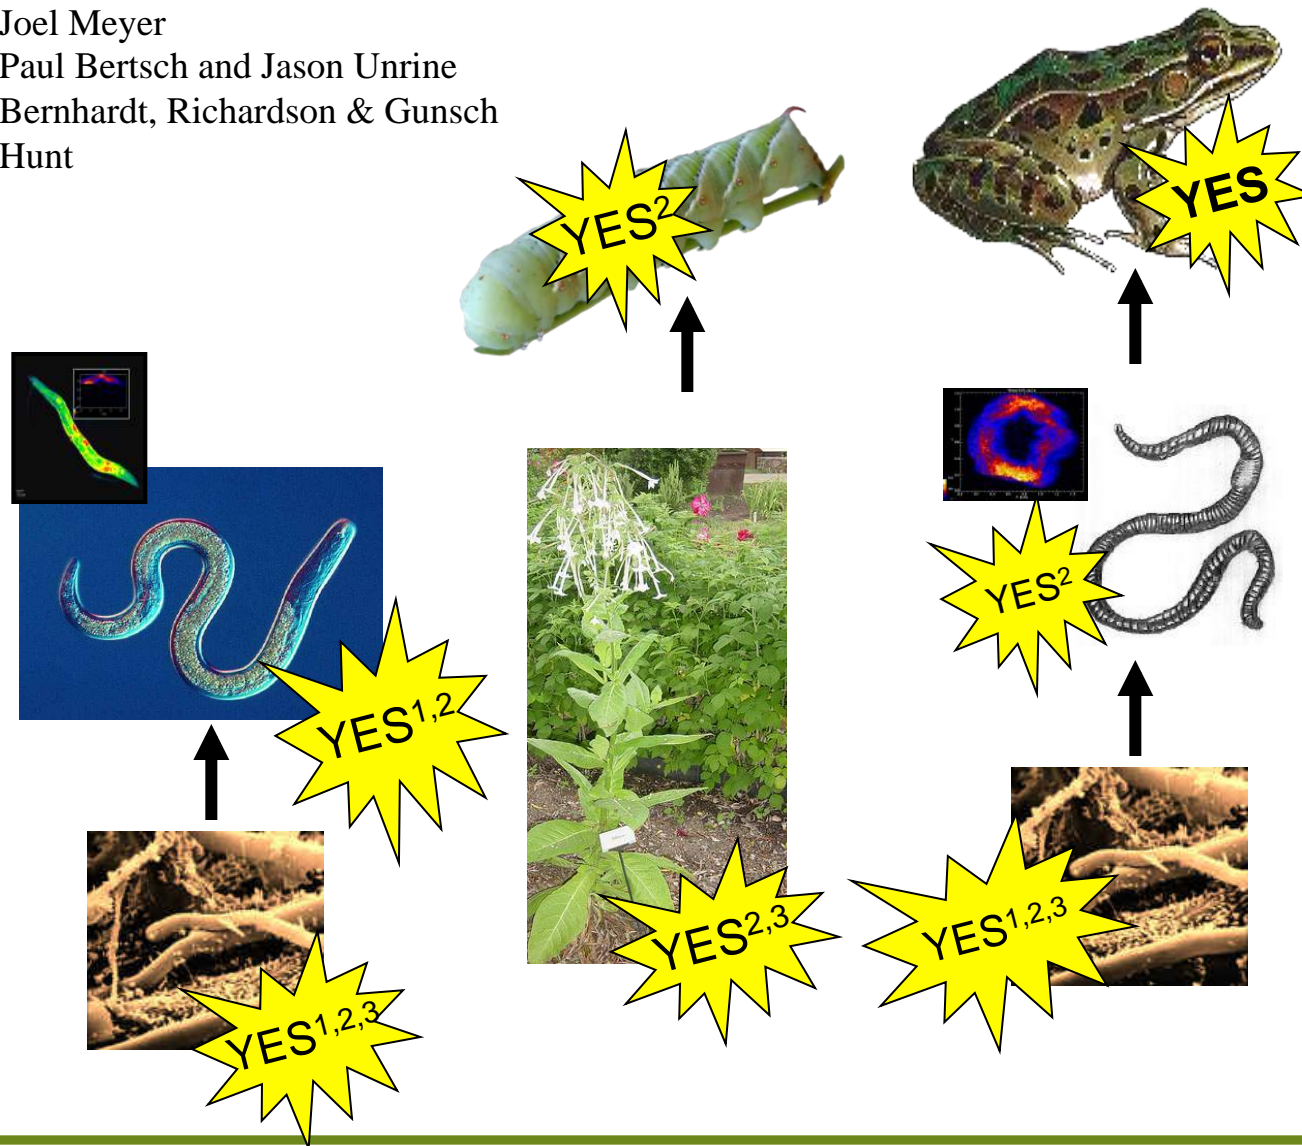 Joel Meyer
Paul Bertsch and Jason Unrine
Bernhardt, Richardson & Gunsch
Hunt
YES²
YES
YES²
YES¹,²
YES²,³
YES¹,²,³
YES¹,²,³